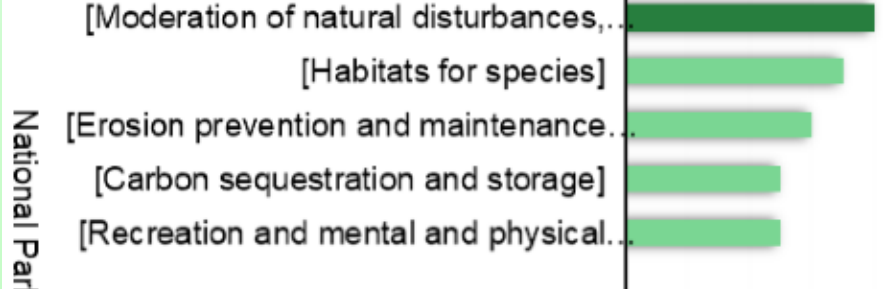 [Moderation of natural disturbances,...
[Habitats for species]
[Erosion prevention and maintenance...
[Carbon sequestration and storage]
[Recreation and mental and physical...
National Par